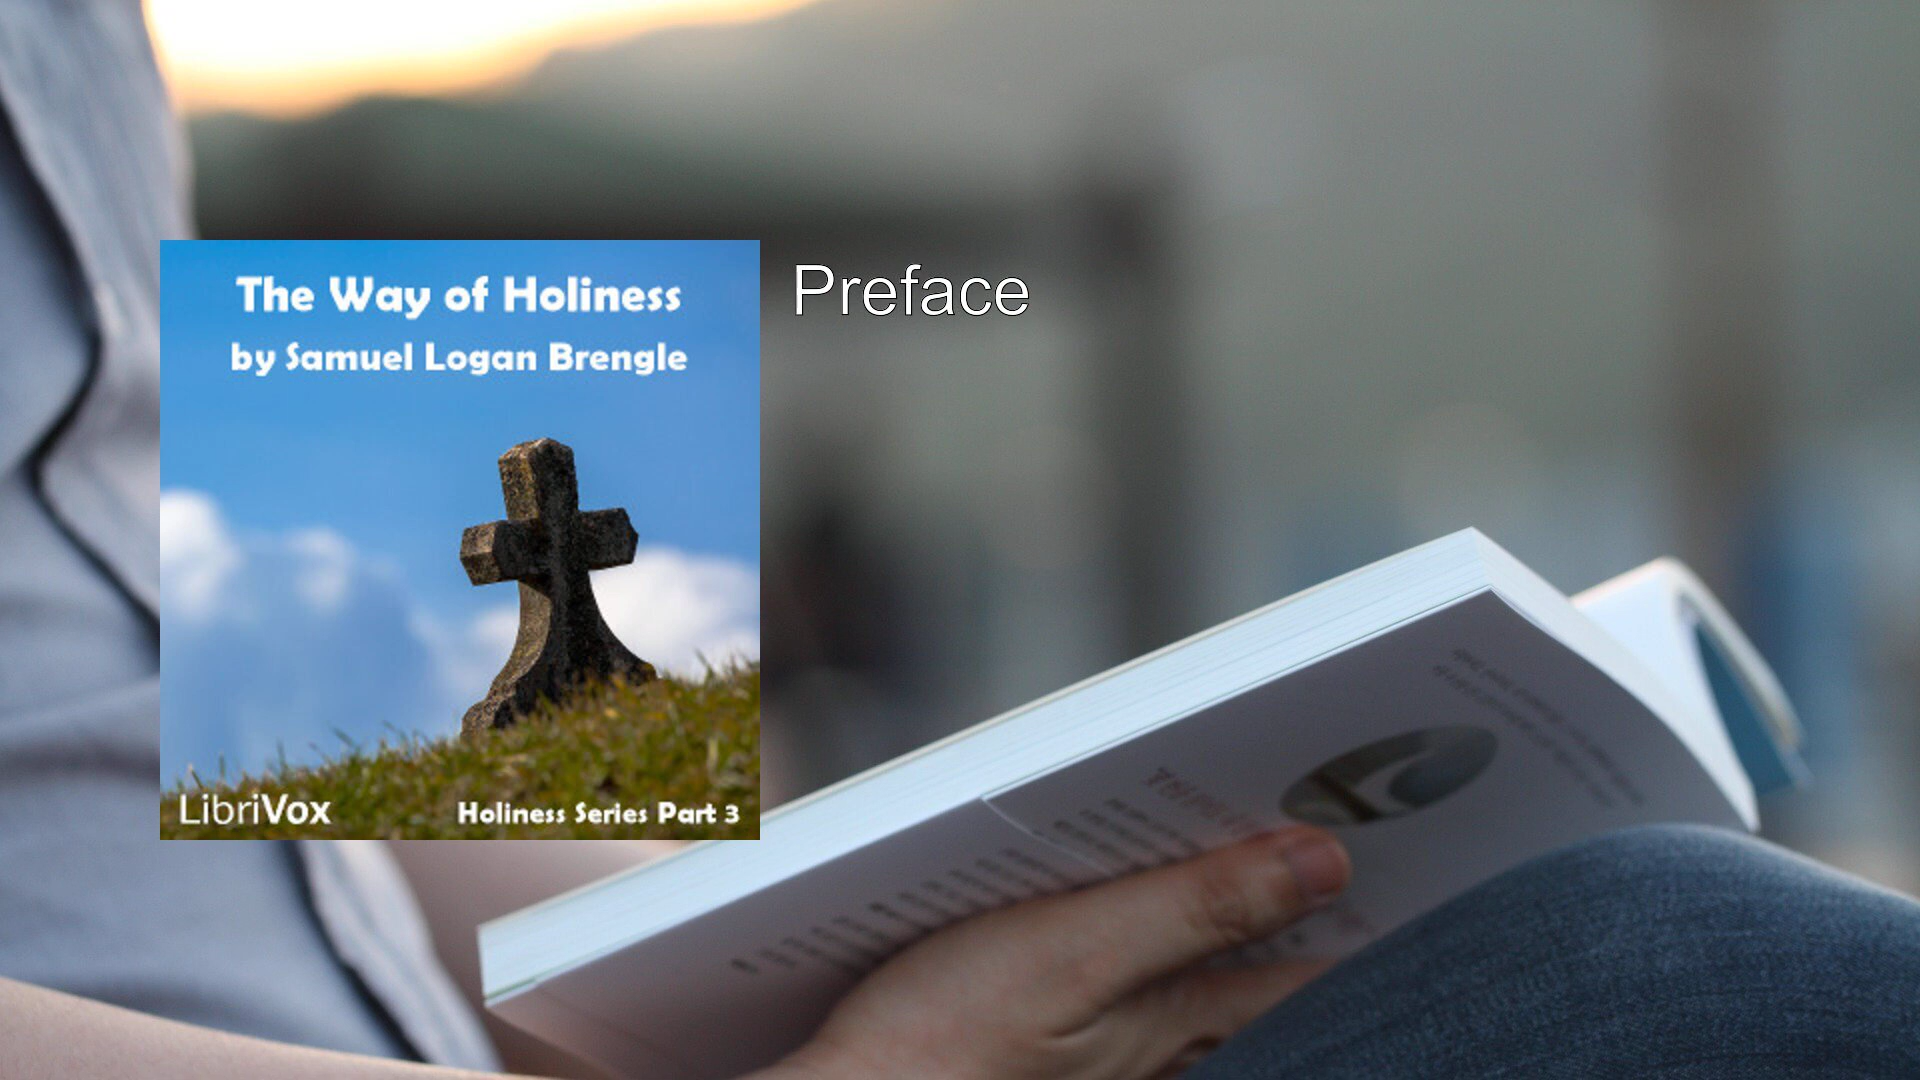 The Way of Holiness
by Samuel Logan Brengle
LibriVox
Holiness Series Part 3
Preface